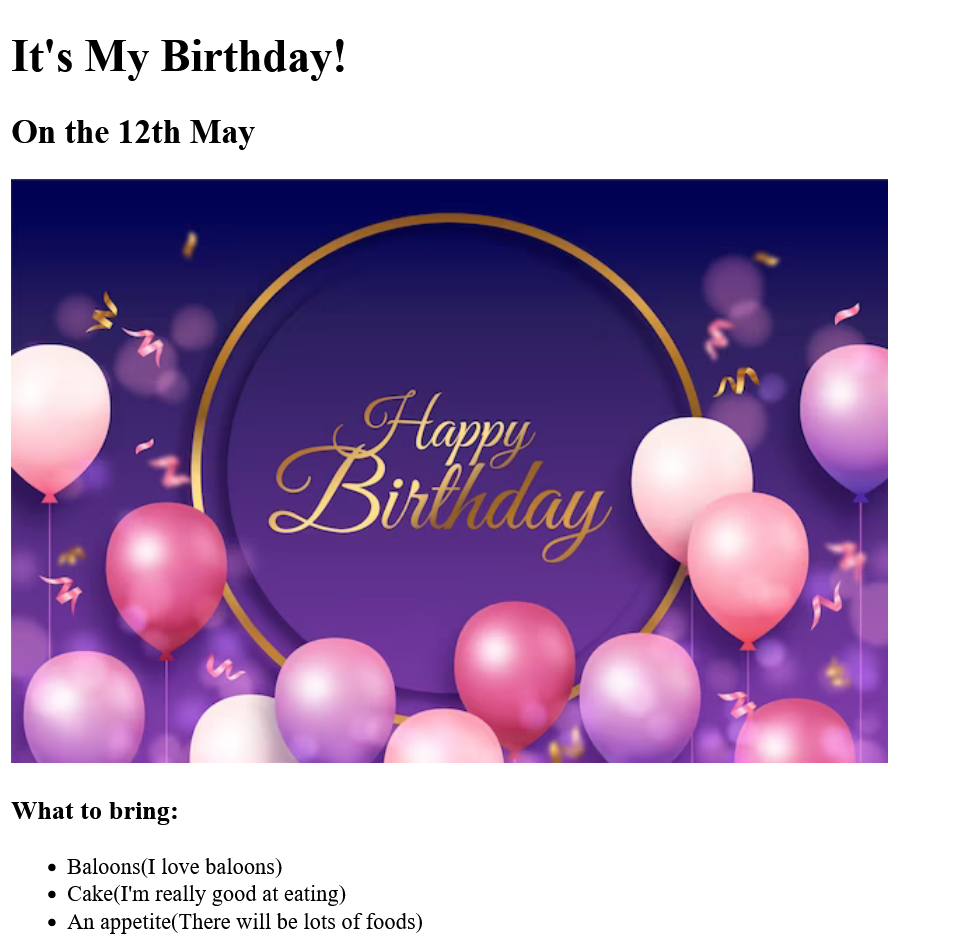 It's My Birthday!
On the 12th May
Happy
Birthday
What to bring:
Baloons(I love baloons)
Cake(I'm really good at eating)
An appetite(There will be lots of foods)